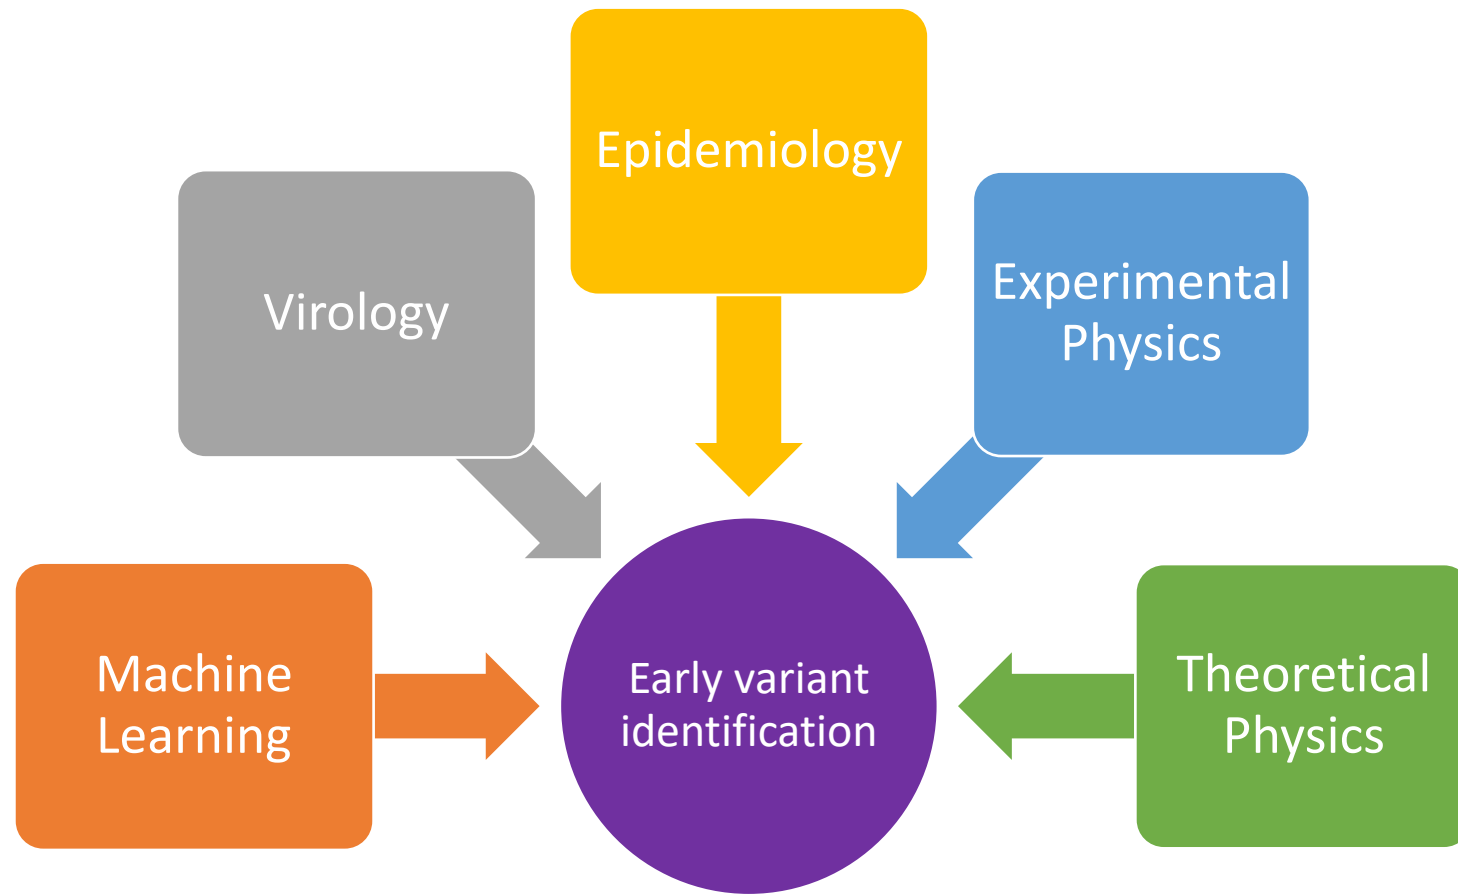 Epidemiology
Virology
Experimental
Physics
Machine
Learning
Early variant
identification
Theoretical
Physics